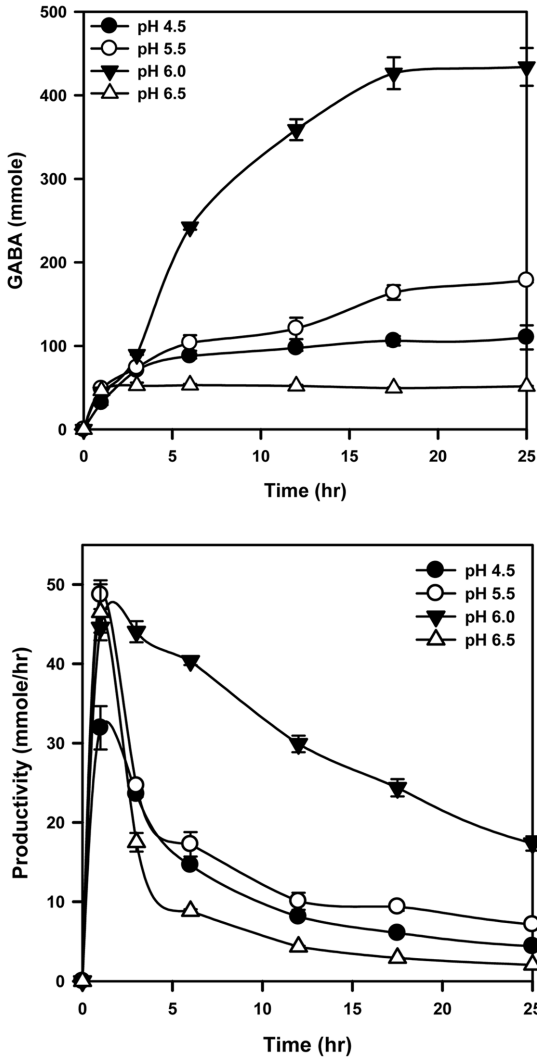 500
400
300
200
100
0
GABA (mmole)
pH 4.5
pH 5.5
pH 6.0
pH 6.5
0 5 10 15 20 25
Time (hr)
50
40
30
20
10
0
Productivity (mmole/hr)
pH 4.5
pH 5.5
pH 6.0
pH 6.5
0 5 10 15 20 25
Time (hr)